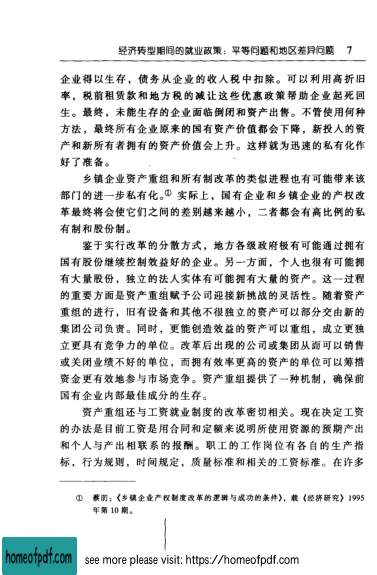 经济转型期间的就业政策：平等问题和地区差异问题 7
企业得以生存，债务从企业的收入税中扣除。可以利用高折旧
率，税前租赁款和地方税的减让这些优惠政策帮助企业起死回
生。最终，未能生存的企业面临倒闭和资产出售。不管使用何种
方法，最终所有企业原来的国有资产价值都会下降，新投入的资
产和新所有者拥有的资产价值会上升。这样就为迅速的私有化作
好了准备。
乡镇企业资产重组和所有制改革的类似进程也有可能带来该
部门的进一步私有化。① 实际上，国有企业和乡镇企业的产权改
革最终将会使它们之间的差别越来越小，二者都会有高比例的私
有制和股份制。
鉴于实行改革的分散方式，地方各级政府极有可能通过拥有
国有股份继续控制效益好的企业。另一方面，个人也很有可能拥
有大量股份，独立的法人实体有可能拥有大量的资产。这一过程
的重要方面是资产重组赋予公司迎接新挑战的灵活性。随着资产
重组的进行，旧有设备和其他不很独立的资产可以部分交由新的
集团公司负责。同时，更能创造效益的资产可以重组，成立更独
立更具有竞争力的单位。改革后出现的公司或集团从而可以销售
或关闭业绩不好的单位，而拥有效率更高的资产的单位可以筹措
资金更有效地参与市场竞争。资产重组提供了一种机制，确保前
国有企业内部最佳成分的生存。
资产重组还与工资就业制度的改革密切相关。现在决定工资
的办法是目前工资是用合同和定额来说明所使用资源的预期产出
和个人与产出相联系的报酬。职工的工作岗位有各自的生产指
标，行为规则，时间规定，质量标准和相关的工资标准。在许多
① 蔡昉：《乡镇企业产权制度改革的逻辑与成功的条件》，载《经济研究》1995
年第 10 期。
homeofpdf.com see more please visit: https://homeofpdf.com